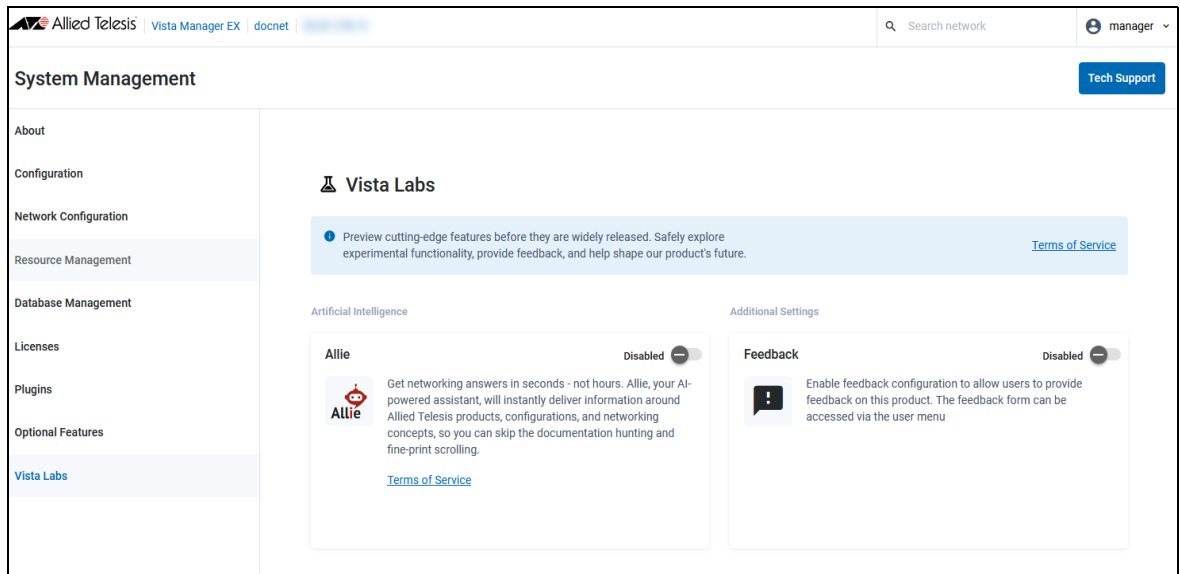 Allied Telesis Vista Manager EX docnet Search network manager
System Management Tech Support
About
Configuration
Network Configuration
Resource Management
Database Management
Licenses
Plugins
Optional Features
Vista Labs
Vista Labs
Preview cutting-edge features before they are widely released. Safely explore
experimental functionality, provide feedback, and help shape our product's future.
Terms of Service
Artificial Intelligence
Allie Disabled
Allie
Get networking answers in seconds - not hours. Allie, your AI-
powered assistant, will instantly deliver information around
Allied Telesis products, configurations, and networking
concepts, so you can skip the documentation hunting and
fine-print scrolling.
Terms of Service
Additional Settings
Feedback Disabled
Enable feedback configuration to allow users to provide
feedback on this product. The feedback form can be
accessed via the user menu